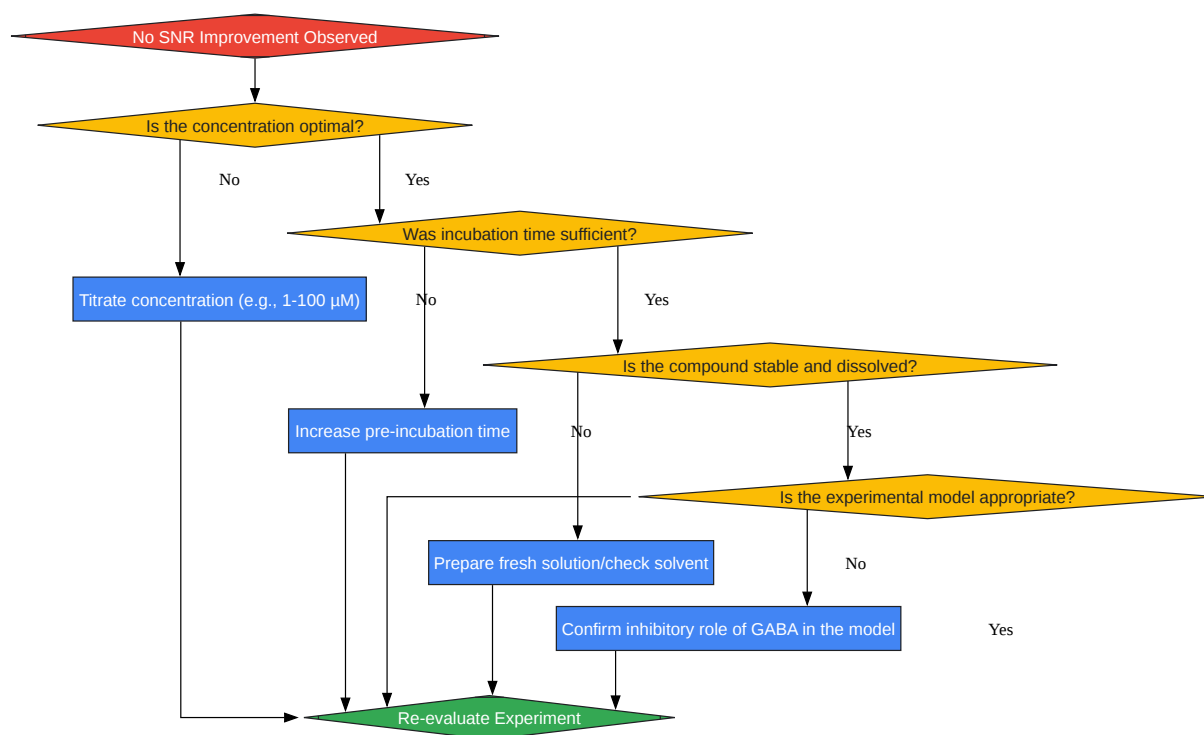 No SNR Improvement Observed
Is the concentration optimal?
No
Yes
Was incubation time sufficient?
Titrate concentration (e.g., 1-100 µM)
No
Yes
Is the compound stable and dissolved?
Increase pre-incubation time
No
Yes
Is the experimental model appropriate?
Prepare fresh solution/check solvent
No
Confirm inhibitory role of GABA in the model
Yes
Re-evaluate Experiment